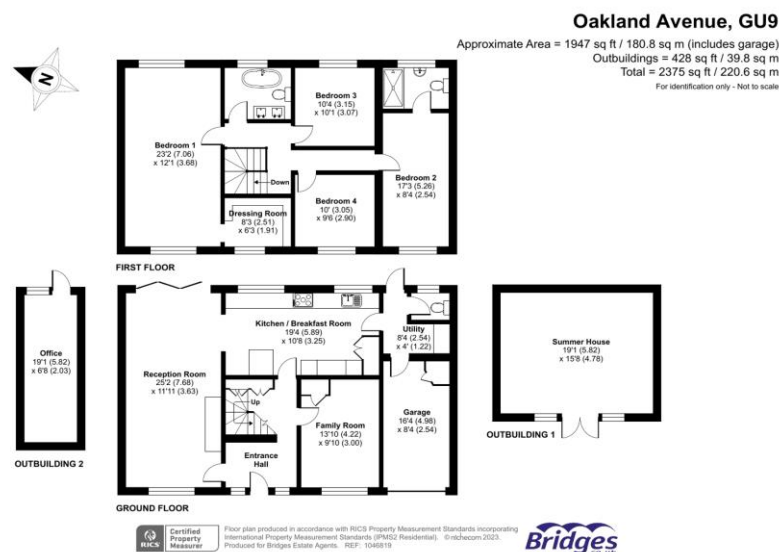 Oakland Avenue, GU9
Approximate Area = 1947 sq ft / 180.8 sq m (includes garage)
Outbuildings = 428 sq ft / 39.8 sq m
Total = 2375 sq ft / 220.6 sq m
For identification only - Not to scale
N
Bedroom 1
23'2 (7.06)
x 12'1 (3.68)
Bedroom 3
10'4 (3.15)
x 10'1 (3.07)
Bedroom 2
17'3 (5.26)
x 8'4 (2.54)
Down
Dressing Room
8'3 (2.51)
x 6'3 (1.91)
Bedroom 4
10' (3.05)
x 9'6 (2.90)
FIRST FLOOR
Office
19'1 (5.82)
x 6'8 (2.03)
OUTBUILDING 2
Kitchen / Breakfast Room
19'4 (5.89)
x 10'8 (3.25)
Utility
8'4 (2.54)
x 4' (1.22)
Reception Room
25'2 (7.68)
x 11'11 (3.63)
Up
Family Room
13'10 (4.22)
x 9'10 (3.00)
Garage
16'4 (4.98)
x 8'4 (2.54)
Entrance
Hall
GROUND FLOOR
Summer House
19'1 (5.82)
x 15'8 (4.78)
OUTBUILDING 1
RICS
Certified
Property
Measurer
Floor plan produced in accordance with RICS Property Measurement Standards incorporating
International Property Measurement Standards (IPMS2 Residential). © nichecom 2023.
Produced for Bridges Estate Agents. REF: 1046819
Bridges